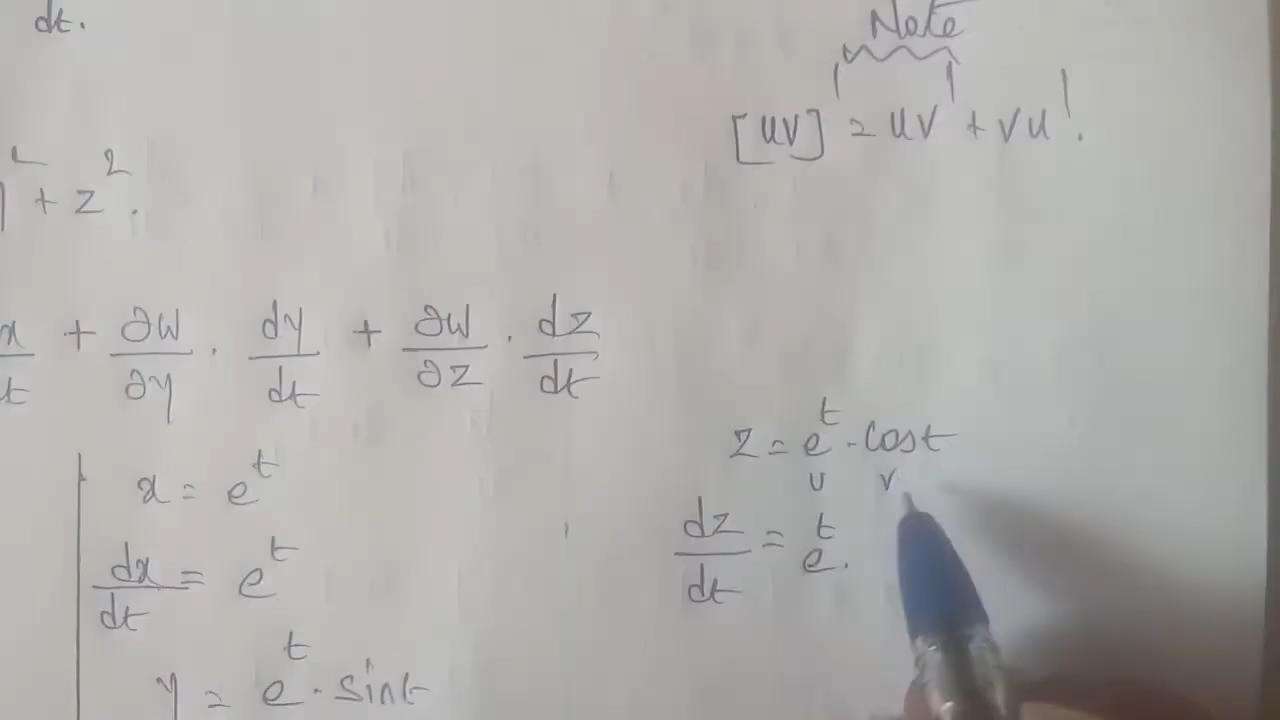 dt.
Note
[uv]' = uv' + vu'.
+ z².
+ ∂w/∂y . dy/dt + ∂w/∂z . dz/dt
z = e^t . cost
u v
x = e^t
dz/dt = e^t.
dx/dt = e^t
y = e^t . sint